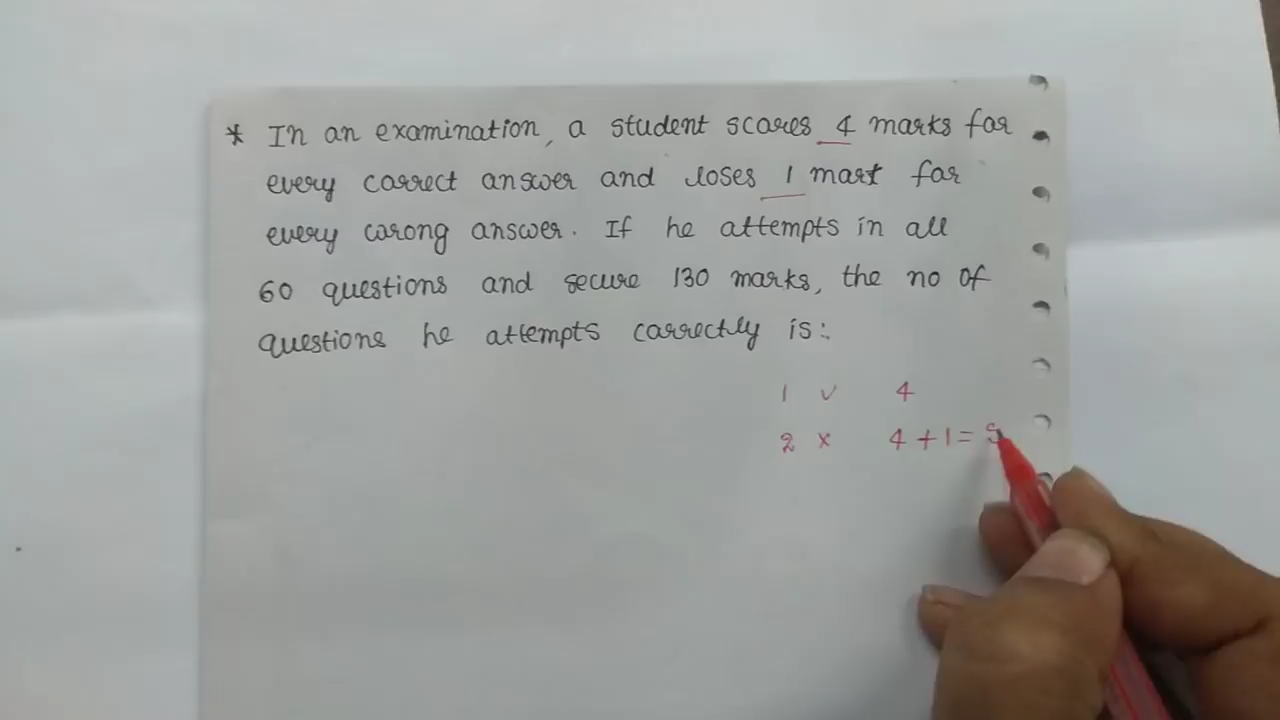 * In an examination, a student scores 4 marks for
every correct answer and loses 1 mark for
every wrong answer. If he attempts in all
60 questions and secure 130 marks, the no of
questions he attempts correctly is:
1 ✓ 4
2 × 4+1= 5